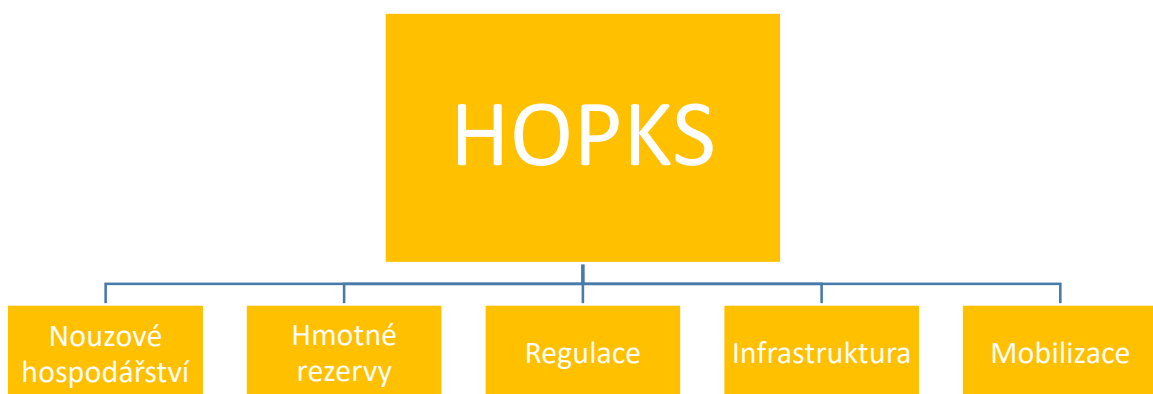 HOPKS
Nouzové
hospodářství
Hmotné
rezervy
Regulace
Infrastruktura
Mobilizace